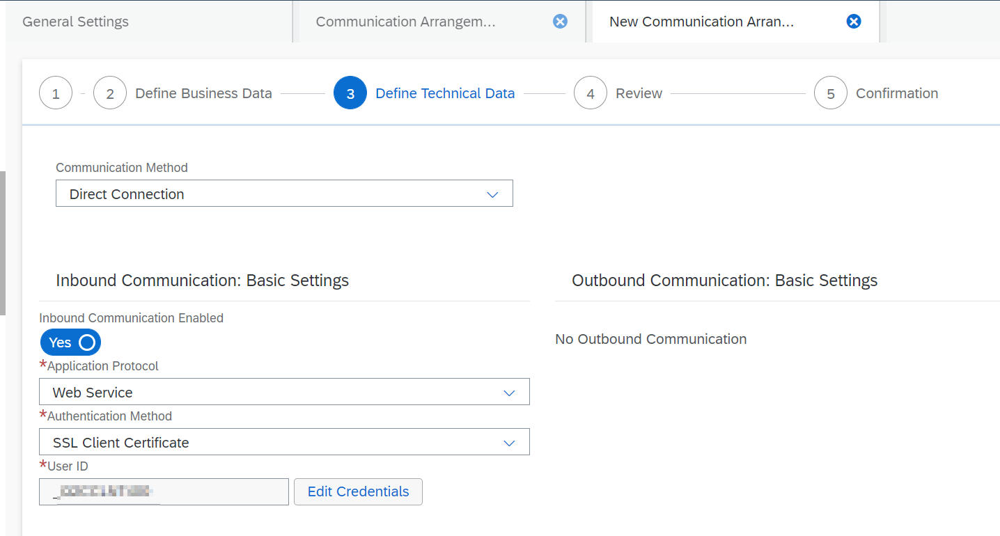 General Settings
Communication Arrangem...
New Communication Arran...
1
2 Define Business Data
3 Define Technical Data
4 Review
5 Confirmation
Communication Method
Direct Connection
Inbound Communication: Basic Settings
Outbound Communication: Basic Settings
Inbound Communication Enabled
Yes
No Outbound Communication
*Application Protocol
Web Service
*Authentication Method
SSL Client Certificate
*User ID
Edit Credentials